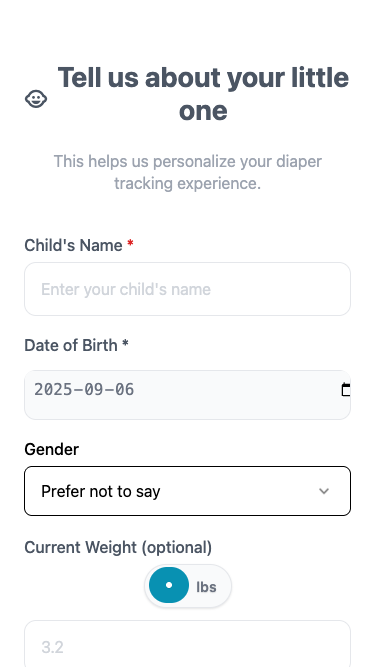 Tell us about your little
one
This helps us personalize your diaper
tracking experience.
Child's Name *
Enter your child's name
Date of Birth *
2025-09-06
Gender
Prefer not to say
Current Weight (optional)
lbs
3.2